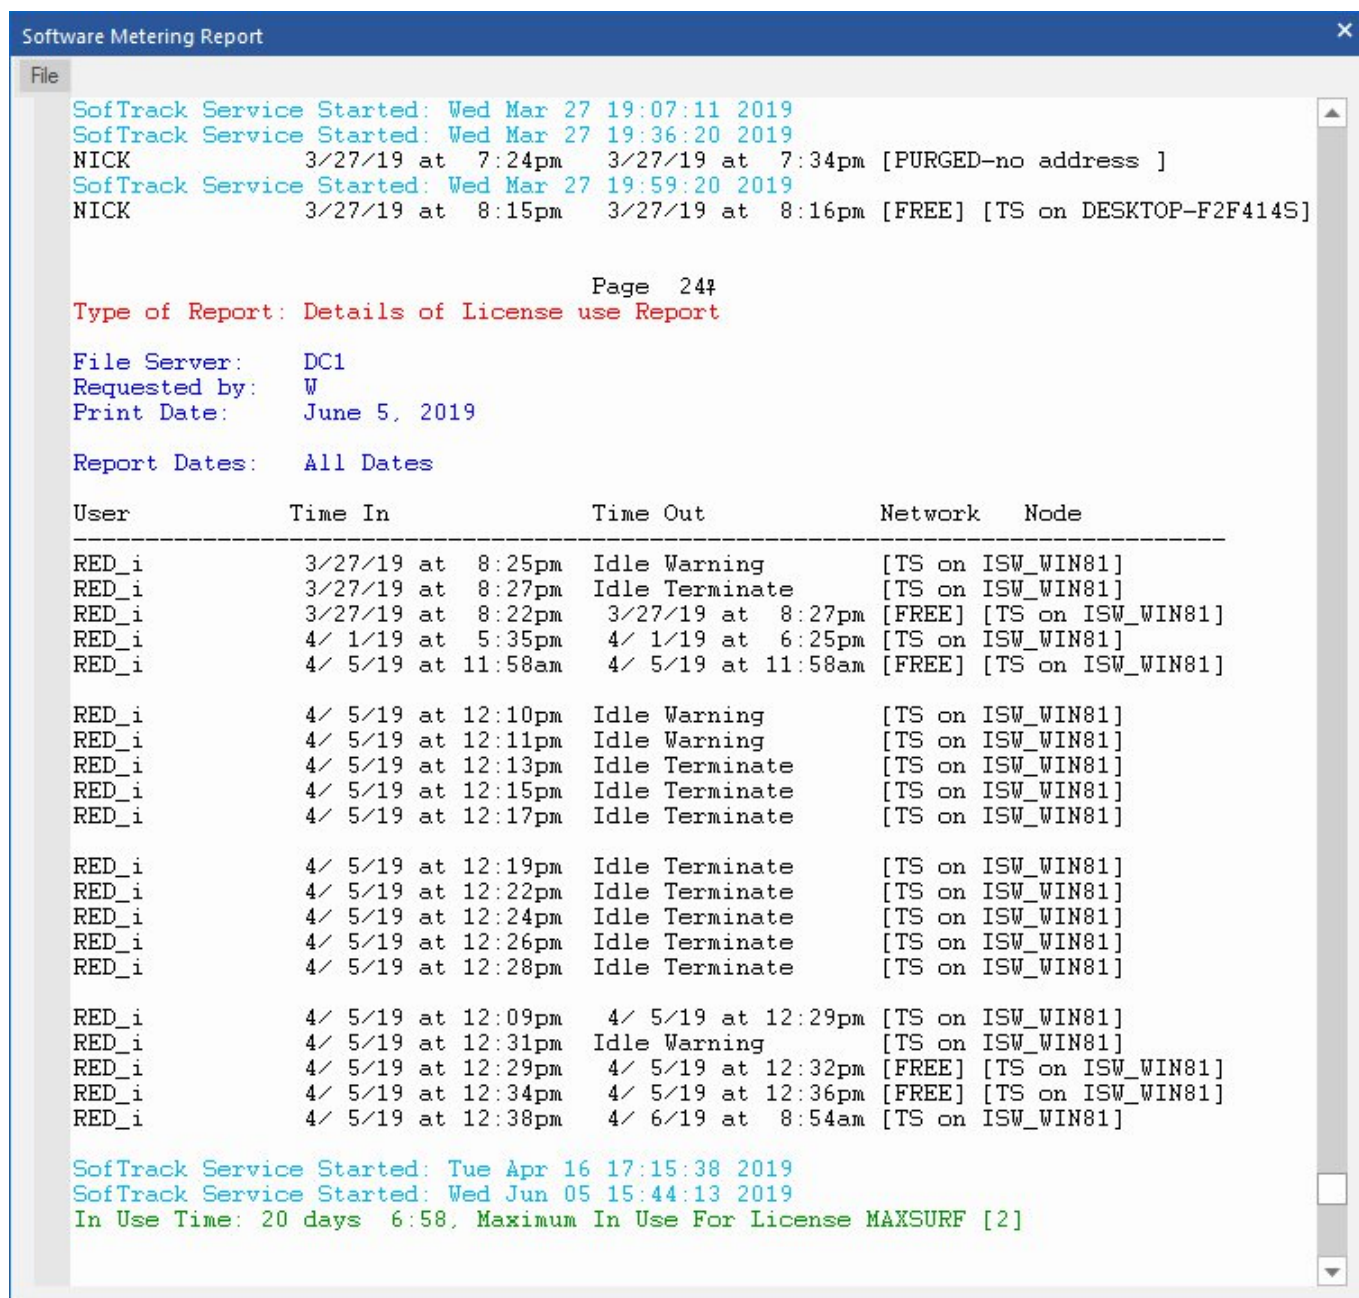 Software Metering Report
File
SofTrack Service Started: Wed Mar 27 19:07:11 2019
SofTrack Service Started: Wed Mar 27 19:36:20 2019
NICK 3/27/19 at 7:24pm 3/27/19 at 7:34pm [PURGED-no address ]
SofTrack Service Started: Wed Mar 27 19:59:20 2019
NICK 3/27/19 at 8:15pm 3/27/19 at 8:16pm [FREE] [TS on DESKTOP-F2F414S]
Page 24
Type of Report: Details of License use Report
File Server: DC1
Requested by: W
Print Date: June 5, 2019
Report Dates: All Dates
User Time In Time Out Network Node
--------------------------------------------------------------------------------
RED_i 3/27/19 at 8:25pm Idle Warning [TS on ISW_WIN81]
RED_i 3/27/19 at 8:27pm Idle Terminate [TS on ISW_WIN81]
RED_i 3/27/19 at 8:22pm 3/27/19 at 8:27pm [FREE] [TS on ISW_WIN81]
RED_i 4/ 1/19 at 5:35pm 4/ 1/19 at 6:25pm [TS on ISW_WIN81]
RED_i 4/ 5/19 at 11:58am 4/ 5/19 at 11:58am [FREE] [TS on ISW_WIN81]
RED_i 4/ 5/19 at 12:10pm Idle Warning [TS on ISW_WIN81]
RED_i 4/ 5/19 at 12:11pm Idle Warning [TS on ISW_WIN81]
RED_i 4/ 5/19 at 12:13pm Idle Terminate [TS on ISW_WIN81]
RED_i 4/ 5/19 at 12:15pm Idle Terminate [TS on ISW_WIN81]
RED_i 4/ 5/19 at 12:17pm Idle Terminate [TS on ISW_WIN81]
RED_i 4/ 5/19 at 12:19pm Idle Terminate [TS on ISW_WIN81]
RED_i 4/ 5/19 at 12:22pm Idle Terminate [TS on ISW_WIN81]
RED_i 4/ 5/19 at 12:24pm Idle Terminate [TS on ISW_WIN81]
RED_i 4/ 5/19 at 12:26pm Idle Terminate [TS on ISW_WIN81]
RED_i 4/ 5/19 at 12:28pm Idle Terminate [TS on ISW_WIN81]
RED_i 4/ 5/19 at 12:09pm 4/ 5/19 at 12:29pm [TS on ISW_WIN81]
RED_i 4/ 5/19 at 12:31pm Idle Warning [TS on ISW_WIN81]
RED_i 4/ 5/19 at 12:29pm 4/ 5/19 at 12:32pm [FREE] [TS on ISW_WIN81]
RED_i 4/ 5/19 at 12:34pm 4/ 5/19 at 12:36pm [FREE] [TS on ISW_WIN81]
RED_i 4/ 5/19 at 12:38pm 4/ 6/19 at 8:54am [TS on ISW_WIN81]
SofTrack Service Started: Tue Apr 16 17:15:38 2019
SofTrack Service Started: Wed Jun 05 15:44:13 2019
In Use Time: 20 days 6:58, Maximum In Use For License MAXSURF [2]